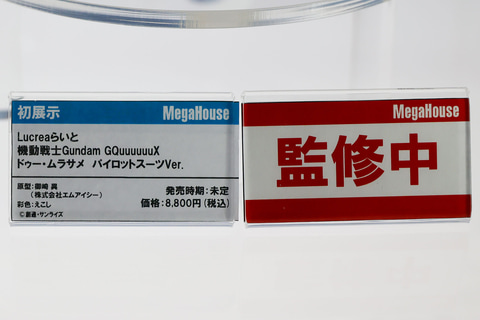 初展示 MegaHouse
Lucreaらいと
機動戦士Gundam GQuuuuuuX
ドゥー・ムラサメ パイロットスーツVer.
原型:御崎 眞
(株式会社エムアイシー)
彩色:えこし
©創通・サンライズ
発売時期:未定
価格:8,800円(税込)
MegaHouse
監修中